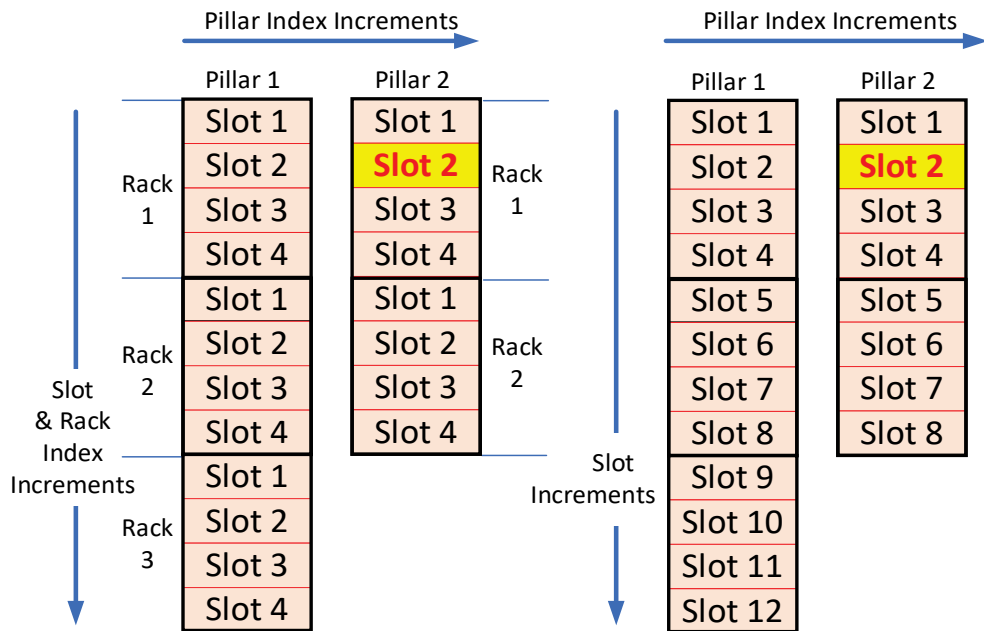 Pillar Index Increments
Pillar 1
Pillar 2
Slot
& Rack
Index
Increments
Rack
1
Rack
2
Rack
3
Slot 1
Slot 2
Slot 3
Slot 4
Slot 1
Slot 2
Slot 3
Slot 4
Slot 1
Slot 2
Slot 3
Slot 4
Slot 1
Slot 2
Slot 3
Slot 4
Slot 1
Slot 2
Slot 3
Slot 4
Rack
1
Rack
2
Pillar Index Increments
Pillar 1
Pillar 2
Slot
Increments
Slot 1
Slot 2
Slot 3
Slot 4
Slot 5
Slot 6
Slot 7
Slot 8
Slot 9
Slot 10
Slot 11
Slot 12
Slot 1
Slot 2
Slot 3
Slot 4
Slot 5
Slot 6
Slot 7
Slot 8